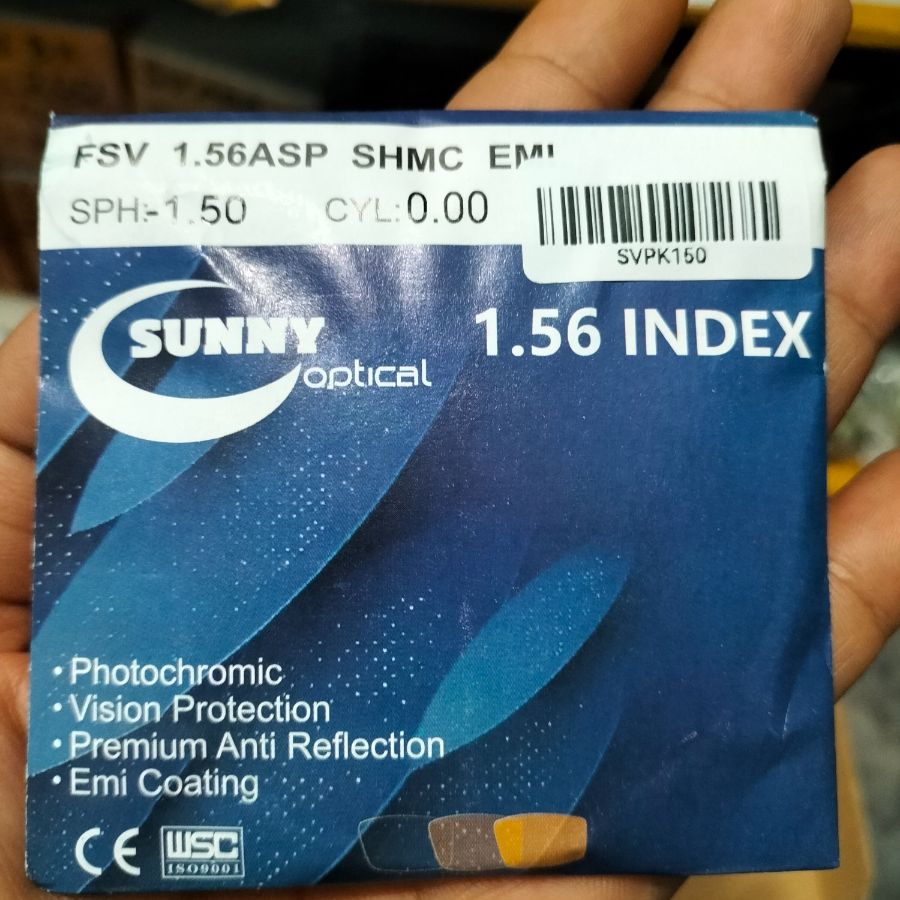 FSV 1.56ASP SHMC EMI
SPH:-1.50 CYL:0.00
SVPK150
SUNNY
optical
1.56 INDEX
• Photochromic
• Vision Protection
• Premium Anti Reflection
• Emi Coating
CE WSC
ISO9001